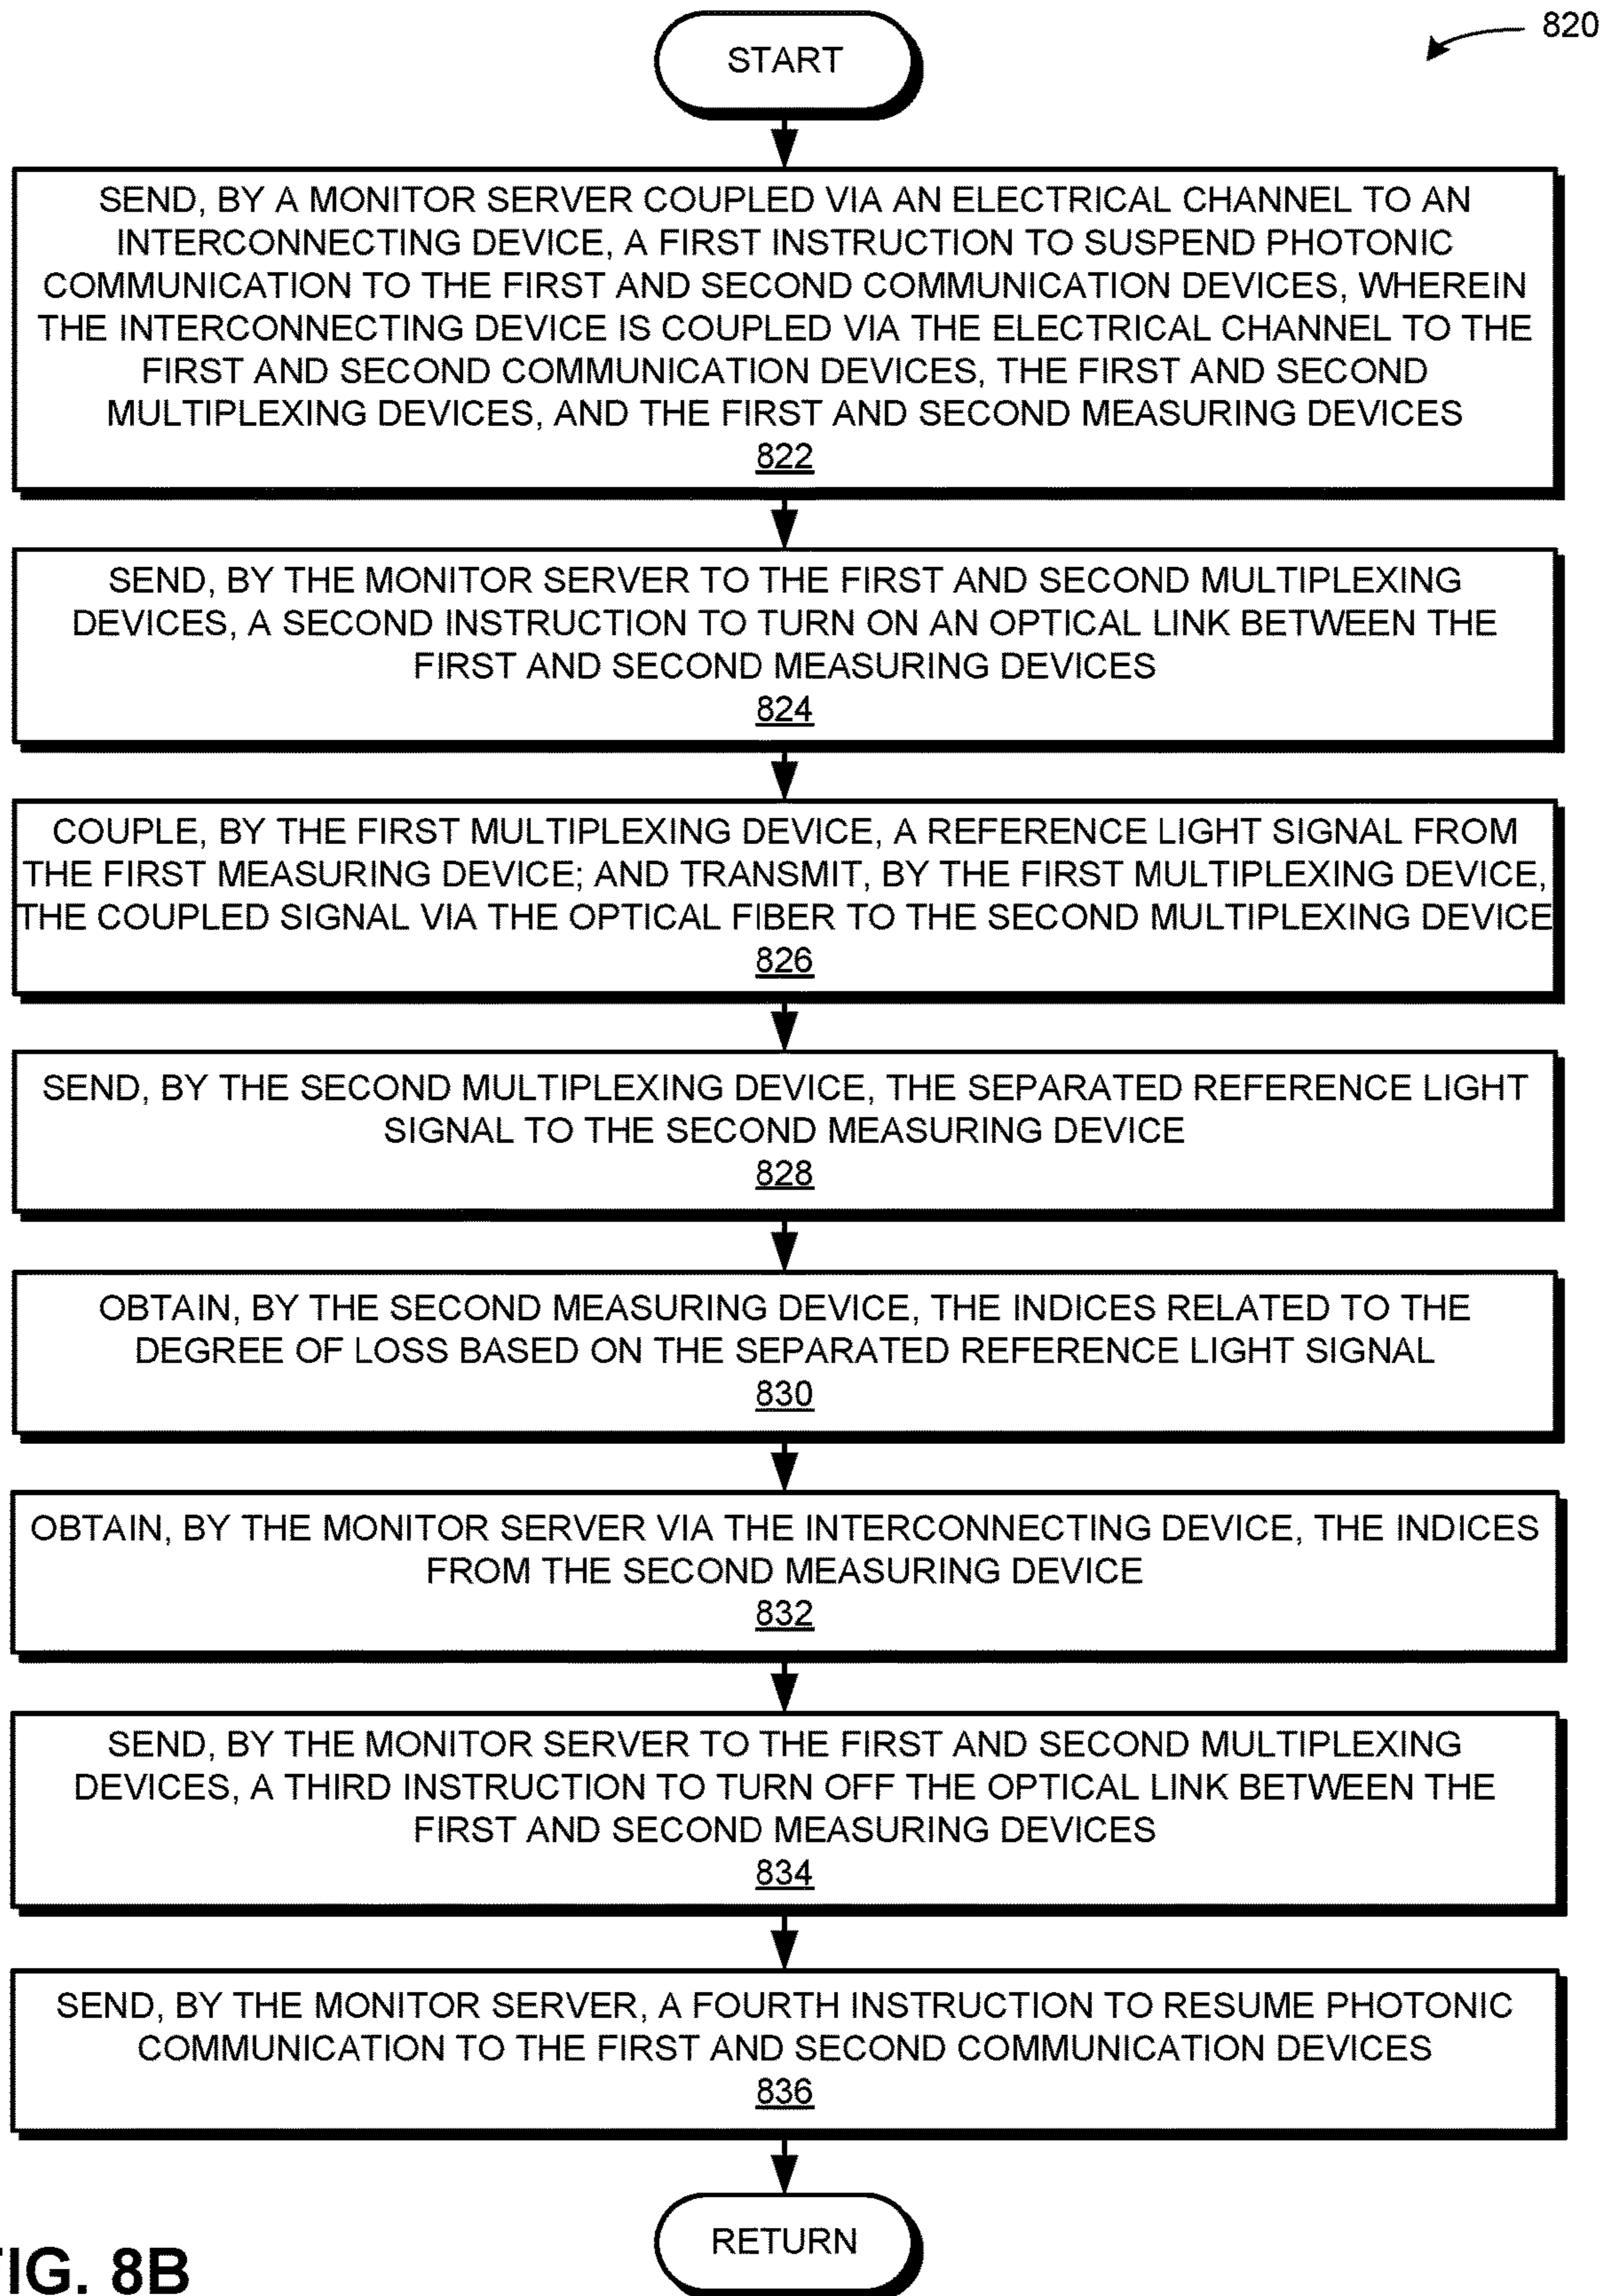 820
START
SEND, BY A MONITOR SERVER COUPLED VIA AN ELECTRICAL CHANNEL TO AN
INTERCONNECTING DEVICE, A FIRST INSTRUCTION TO SUSPEND PHOTONIC
COMMUNICATION TO THE FIRST AND SECOND COMMUNICATION DEVICES, WHEREIN
THE INTERCONNECTING DEVICE IS COUPLED VIA THE ELECTRICAL CHANNEL TO THE
FIRST AND SECOND COMMUNICATION DEVICES, THE FIRST AND SECOND
MULTIPLEXING DEVICES, AND THE FIRST AND SECOND MEASURING DEVICES
822
SEND, BY THE MONITOR SERVER TO THE FIRST AND SECOND MULTIPLEXING
DEVICES, A SECOND INSTRUCTION TO TURN ON AN OPTICAL LINK BETWEEN THE
FIRST AND SECOND MEASURING DEVICES
824
COUPLE, BY THE FIRST MULTIPLEXING DEVICE, A REFERENCE LIGHT SIGNAL FROM
THE FIRST MEASURING DEVICE; AND TRANSMIT, BY THE FIRST MULTIPLEXING DEVICE,
THE COUPLED SIGNAL VIA THE OPTICAL FIBER TO THE SECOND MULTIPLEXING DEVICE
826
SEND, BY THE SECOND MULTIPLEXING DEVICE, THE SEPARATED REFERENCE LIGHT
SIGNAL TO THE SECOND MEASURING DEVICE
828
OBTAIN, BY THE SECOND MEASURING DEVICE, THE INDICES RELATED TO THE
DEGREE OF LOSS BASED ON THE SEPARATED REFERENCE LIGHT SIGNAL
830
OBTAIN, BY THE MONITOR SERVER VIA THE INTERCONNECTING DEVICE, THE INDICES
FROM THE SECOND MEASURING DEVICE
832
SEND, BY THE MONITOR SERVER TO THE FIRST AND SECOND MULTIPLEXING
DEVICES, A THIRD INSTRUCTION TO TURN OFF THE OPTICAL LINK BETWEEN THE
FIRST AND SECOND MEASURING DEVICES
834
SEND, BY THE MONITOR SERVER, A FOURTH INSTRUCTION TO RESUME PHOTONIC
COMMUNICATION TO THE FIRST AND SECOND COMMUNICATION DEVICES
836
RETURN
FIG. 8B